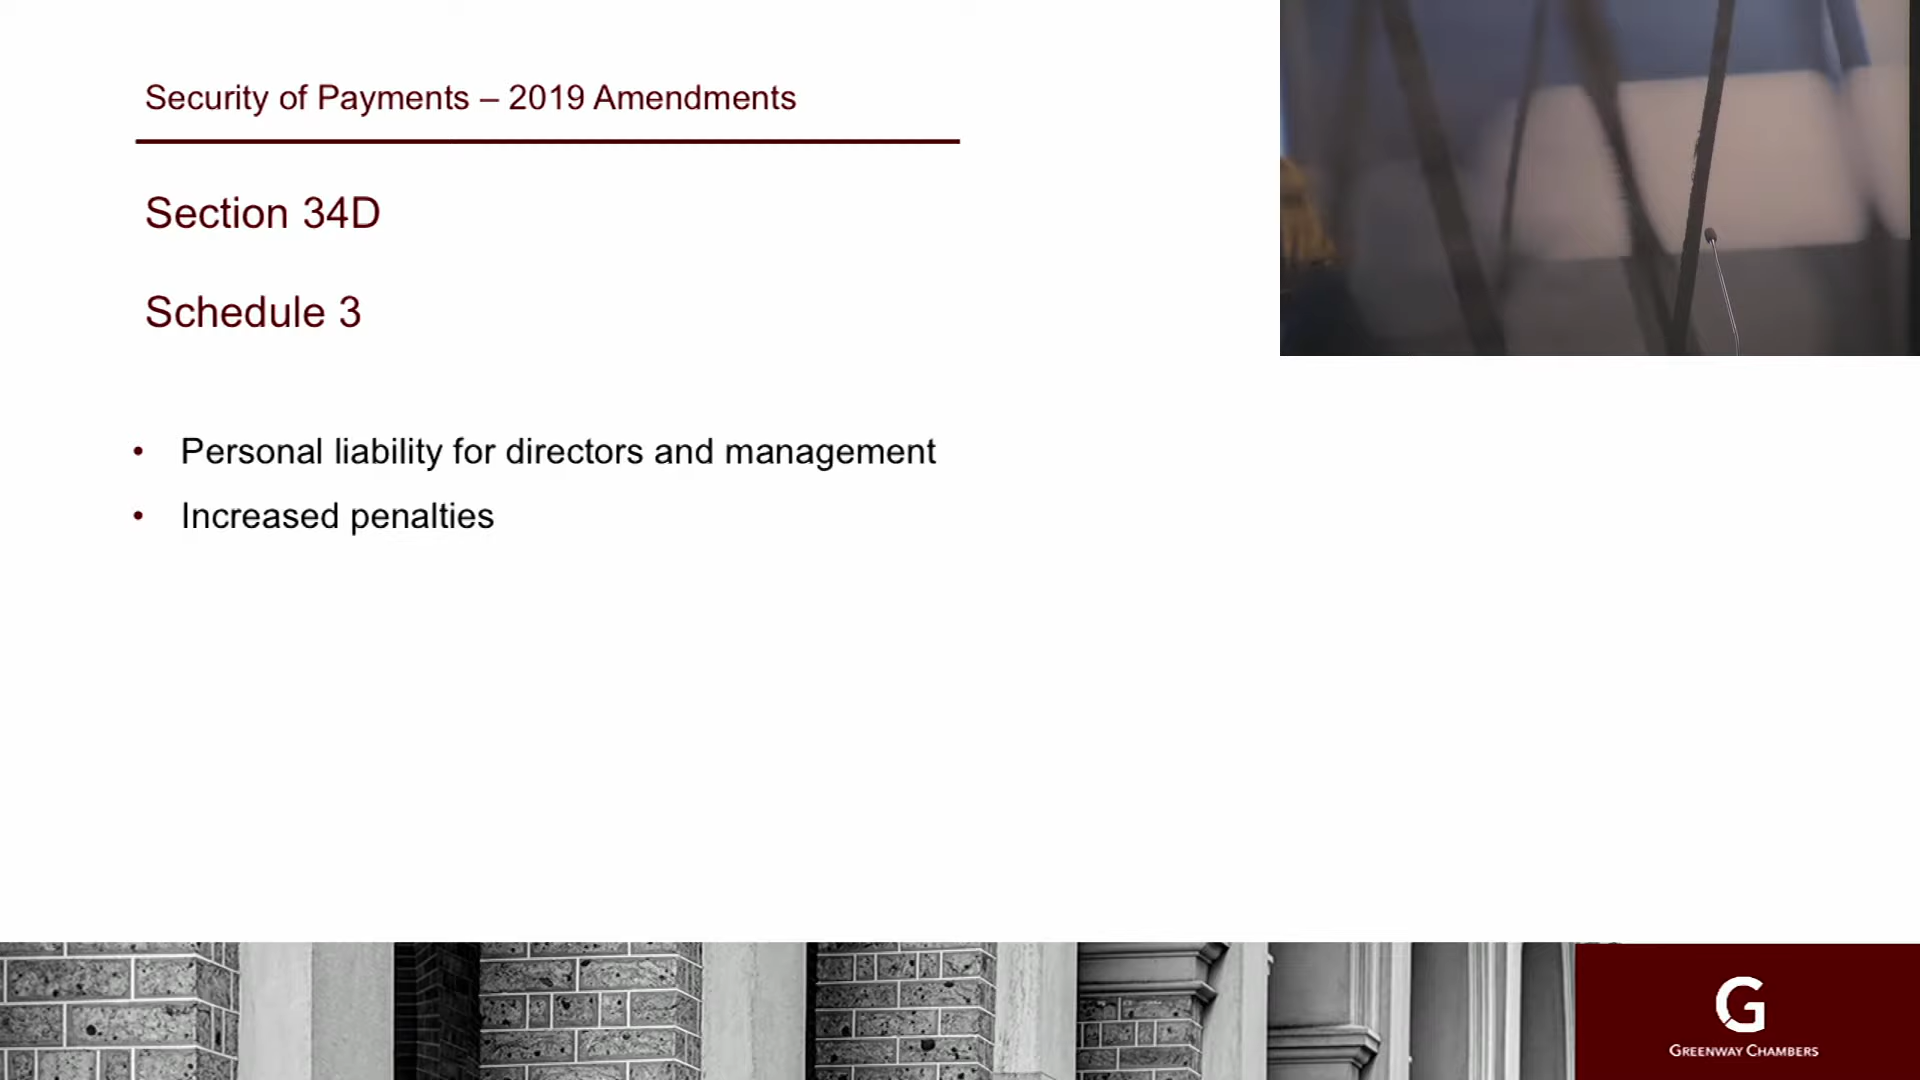 Security of Payments – 2019 Amendments
Section 34D
Schedule 3
• Personal liability for directors and management
• Increased penalties
G
GREENWAY CHAMBERS